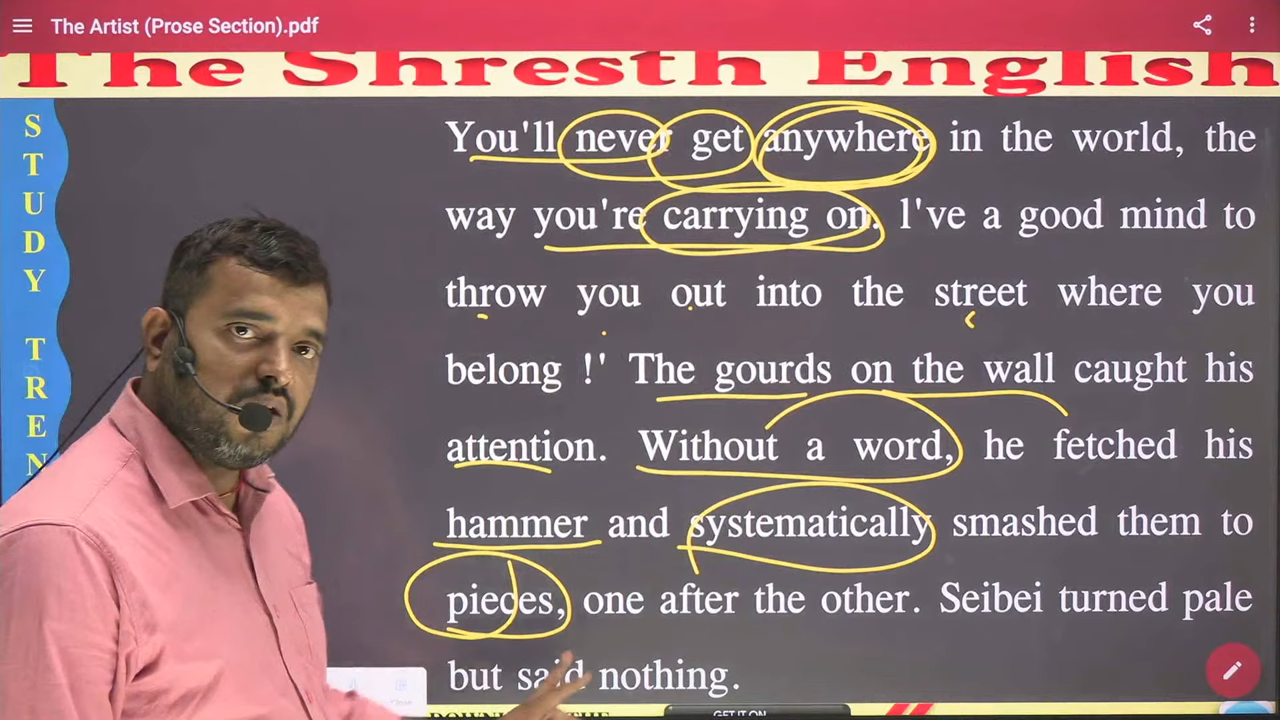 The Artist (Prose Section).pdf
The Shresth English
STUDY TREN
You'll never get anywhere in the world, the
way you're carrying on. I've a good mind to
throw you out into the street where you
belong !' The gourds on the wall caught his
attention. Without a word, he fetched his
hammer and systematically smashed them to
pieces, one after the other. Seibei turned pale
but said nothing.
GET IT ON